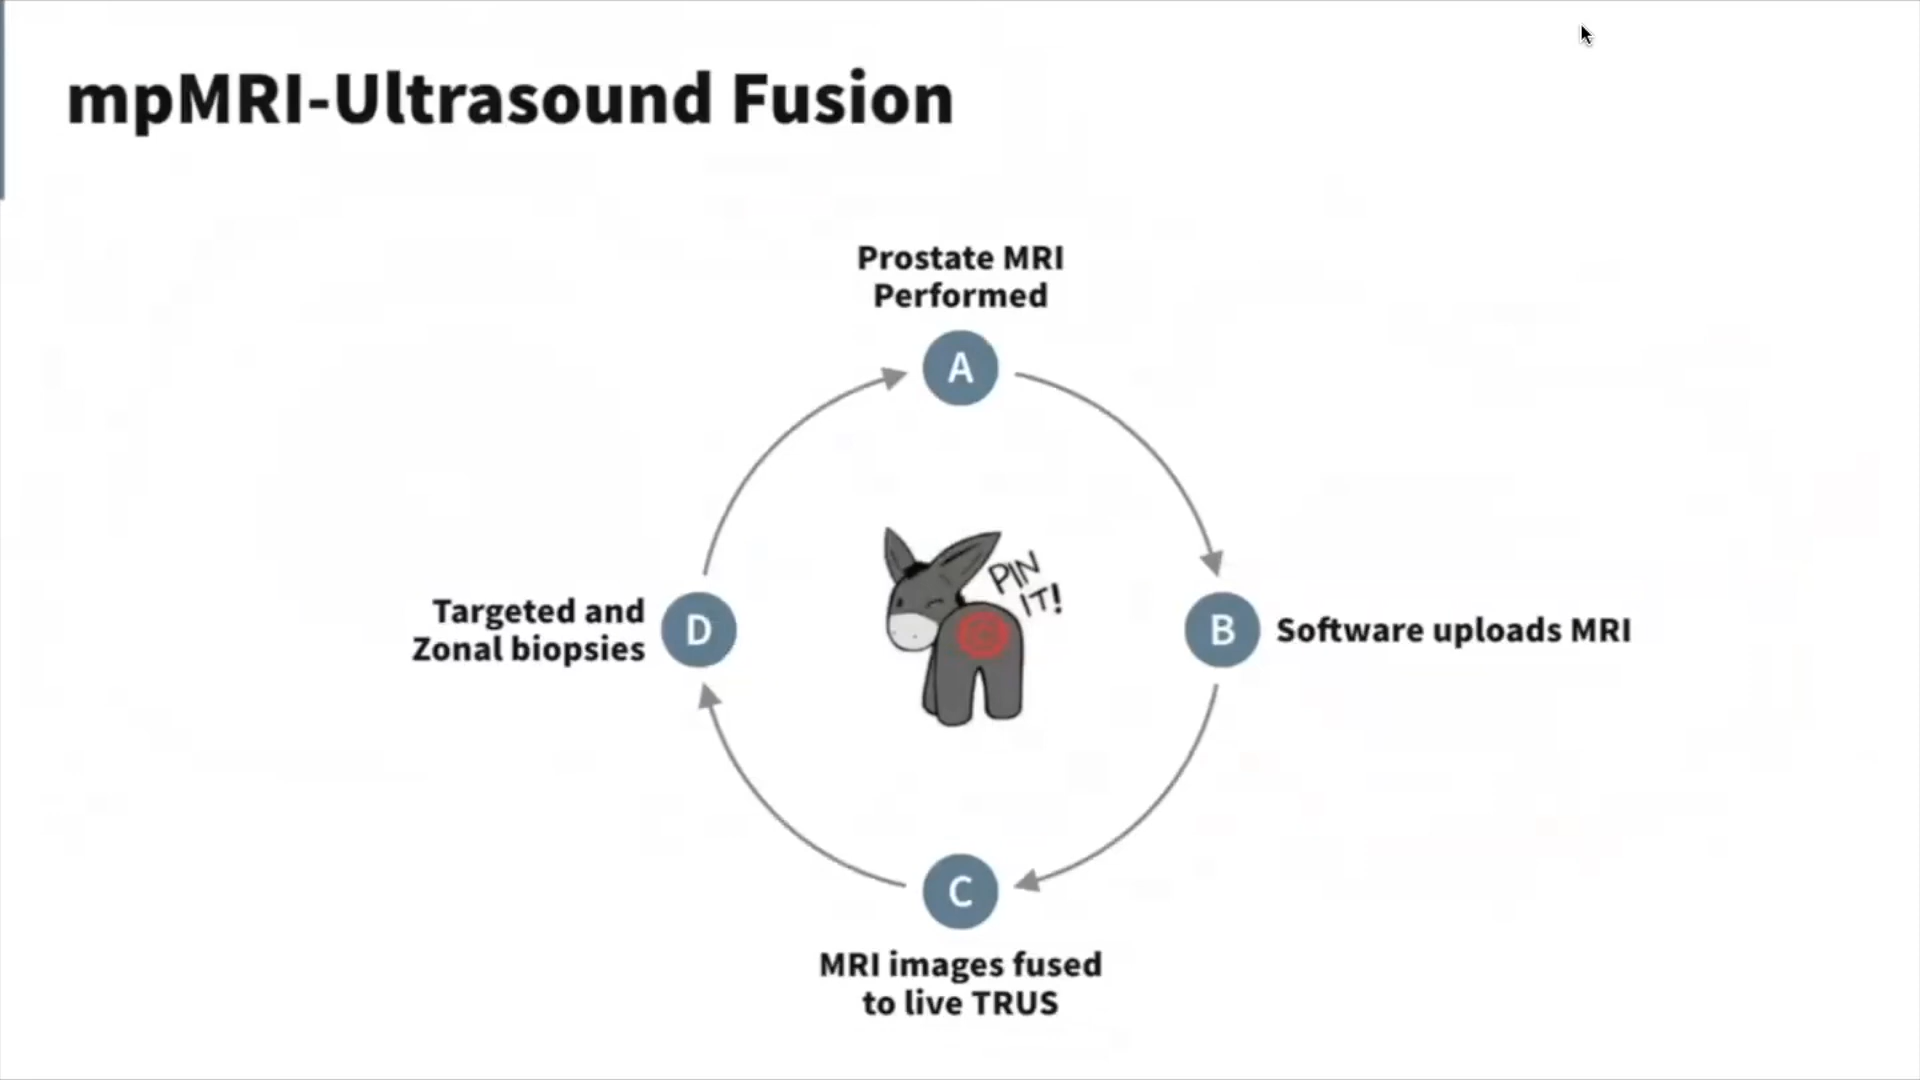 mpMRI-Ultrasound Fusion
Prostate MRI
Performed
A
PIN
IT!
Targeted and
Zonal biopsies
D
B
Software uploads MRI
C
MRI images fused
to live TRUS